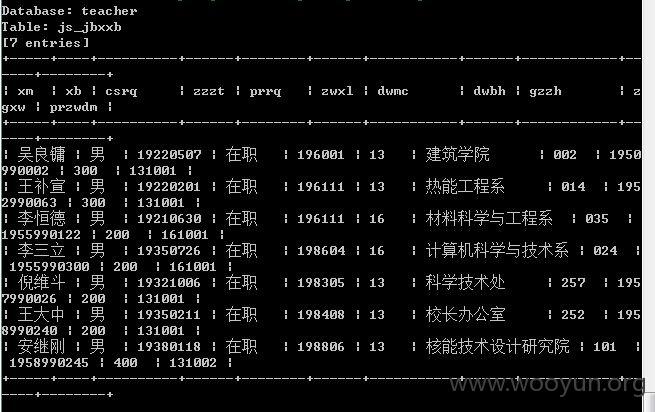 Database: teacher
Table: js_jbxxb
[7 entries]
+------+----+----------+------+--------+------+------------------+------+-------
----+--------+
| xm | xb | csrq | zzzt | prrq | zwxl | dwmc | dwbh | gzzh | z
gxw | przwdm |
+------+----+----------+------+--------+------+------------------+------+-------
----+--------+
| 吴良镛 | 男 | 19220507 | 在职 | 196001 | 13 | 建筑学院 | 002 | 1950
990002 | 300 | 131001 |
| 王补宣 | 男 | 19220201 | 在职 | 196111 | 13 | 热能工程系 | 014 | 195
2990063 | 300 | 131001 |
| 李恒德 | 男 | 19210630 | 在职 | 196111 | 16 | 材料科学与工程系 | 035 |
1955990122 | 200 | 161001 |
| 李三立 | 男 | 19350726 | 在职 | 198604 | 16 | 计算机科学与技术系 | 024 |
1955990300 | 200 | 161001 |
| 倪维斗 | 男 | 19321006 | 在职 | 198305 | 13 | 科学技术处 | 257 | 195
7990026 | 200 | 131001 |
| 王大中 | 男 | 19350211 | 在职 | 198408 | 13 | 校长办公室 | 252 | 195
8990240 | 200 | 131001 |
| 安继刚 | 男 | 19380118 | 在职 | 198806 | 13 | 核能技术设计研究院 | 101 |
1958990245 | 400 | 131002 |
+------+----+----------+------+--------+------+------------------+------+-------
----+--------+
www.wooyun.org